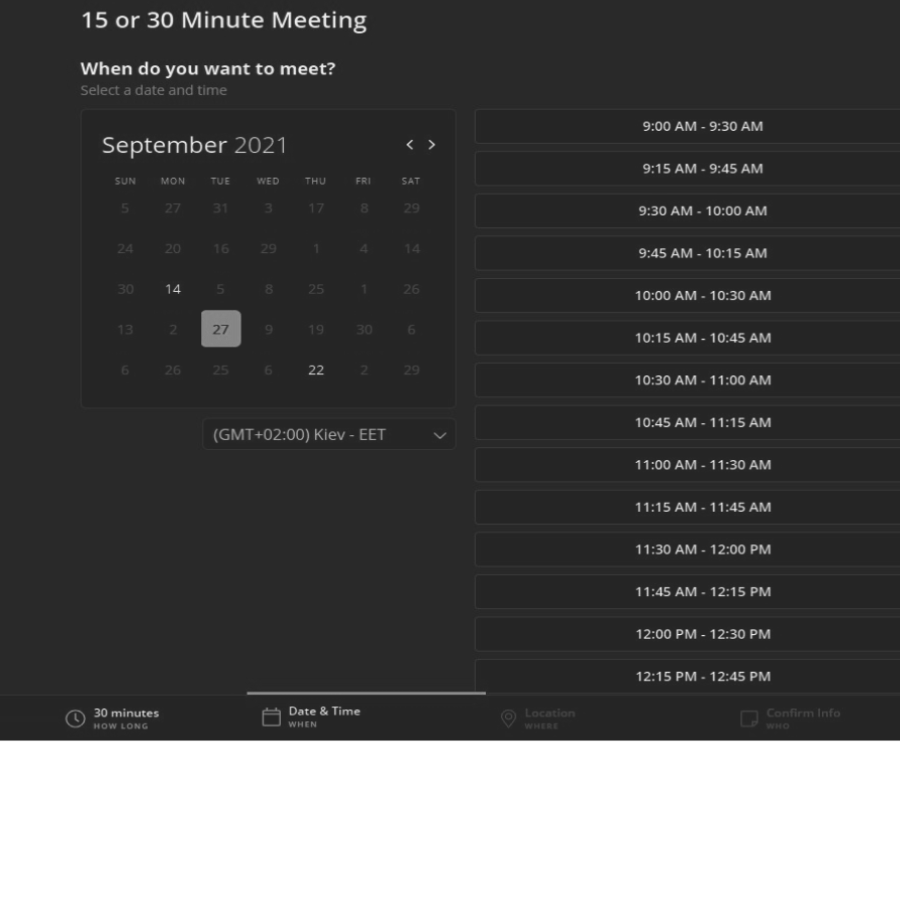 15 or 30 Minute Meeting
When do you want to meet?
Select a date and time
September 2021
SUN MON TUE WED THU FRI SAT
5 27 31 3 17 8 29
24 20 16 29 1 4 14
30 14 5 8 25 1 26
13 2 27 9 19 30 6
6 26 25 6 22 2 29
(GMT+02:00) Kiev - EET
9:00 AM - 9:30 AM
9:15 AM - 9:45 AM
9:30 AM - 10:00 AM
9:45 AM - 10:15 AM
10:00 AM - 10:30 AM
10:15 AM - 10:45 AM
10:30 AM - 11:00 AM
10:45 AM - 11:15 AM
11:00 AM - 11:30 AM
11:15 AM - 11:45 AM
11:30 AM - 12:00 PM
11:45 AM - 12:15 PM
12:00 PM - 12:30 PM
12:15 PM - 12:45 PM
30 minutes
HOW LONG
Date & Time
WHEN
Location
WHERE
Confirm Info
WHO